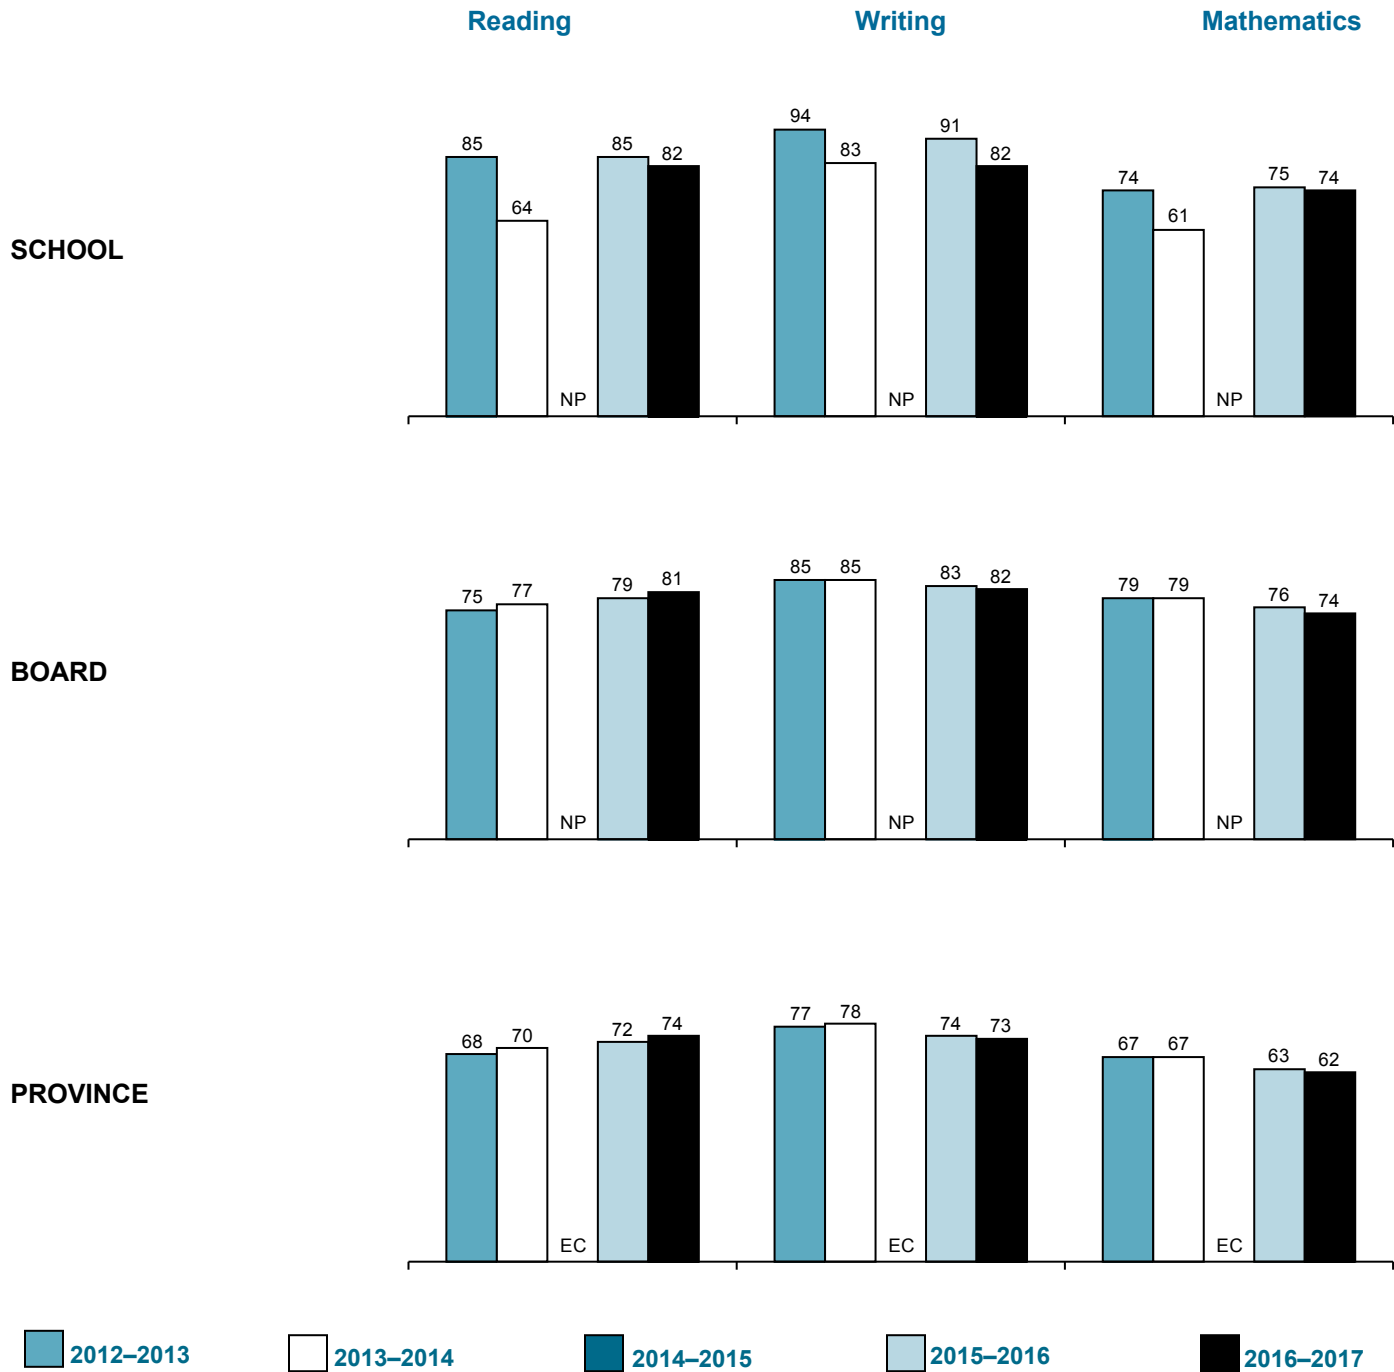 Reading Writing Mathematics
SCHOOL
85 64 NP 85 82 94 83 NP 91 82 74 61 NP 75 74
BOARD
75 77 NP 79 81 85 85 NP 83 82 79 79 NP 76 74
PROVINCE
68 70 EC 72 74 77 78 EC 74 73 67 67 EC 63 62
2012–2013 2013–2014 2014–2015 2015–2016 2016–2017